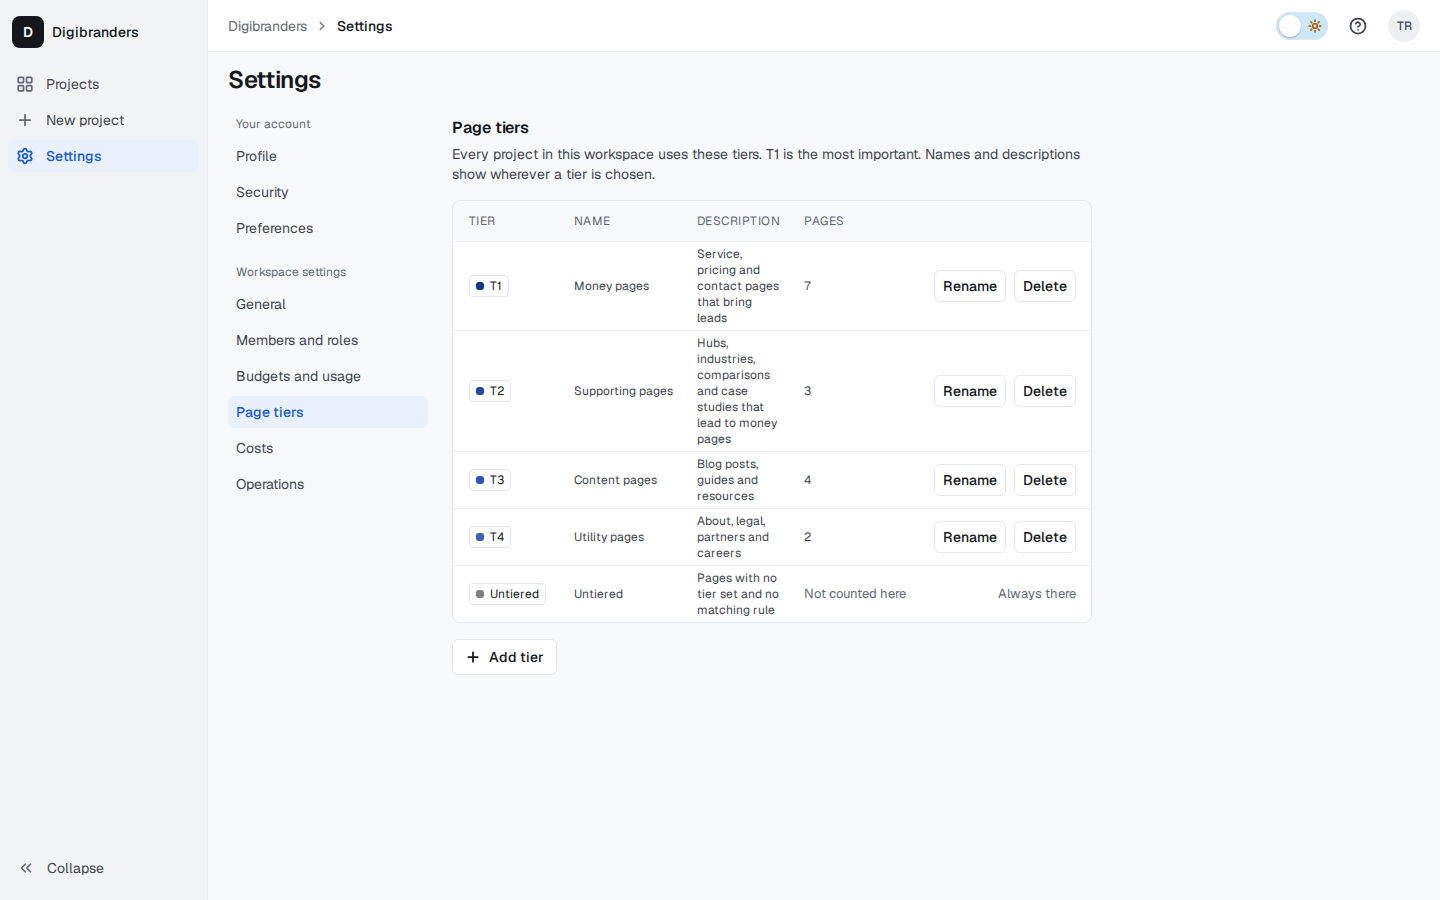 D Digibranders
Projects
New project
Settings
Collapse
Digibranders > Settings
TR
Settings
Your account
Profile
Security
Preferences
Workspace settings
General
Members and roles
Budgets and usage
Page tiers
Costs
Operations
Page tiers
Every project in this workspace uses these tiers. T1 is the most important. Names and descriptions
show wherever a tier is chosen.
TIER NAME DESCRIPTION PAGES
T1 Money pages
Service,
pricing and
contact pages
that bring
leads
7 Rename Delete
T2 Supporting pages
Hubs,
industries,
comparisons
and case
studies that
lead to money
pages
3 Rename Delete
T3 Content pages
Blog posts,
guides and
resources
4 Rename Delete
T4 Utility pages
About, legal,
partners and
careers
2 Rename Delete
Untiered Untiered
Pages with no
tier set and no
matching rule
Not counted here Always there
Add tier